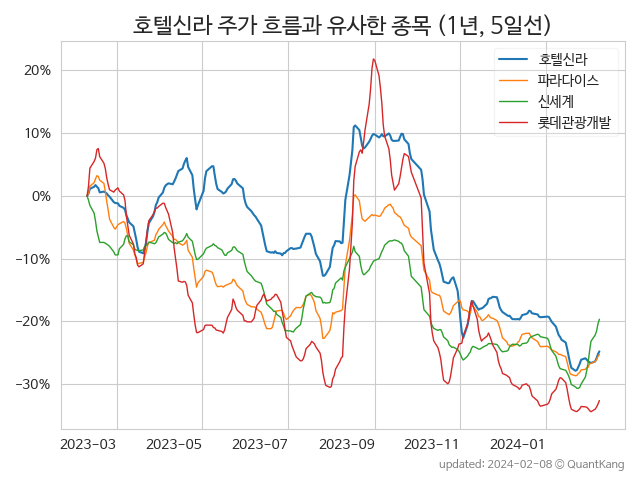 호텔신라 주가 흐름과 유사한 종목 (1년, 5일선)
호텔신라
파라다이스
신세계
롯데관광개발
20%
10%
0%
−10%
−20%
−30%
2023-03 2023-05 2023-07 2023-09 2023-11 2024-01
updated: 2024-02-08 © QuantKang